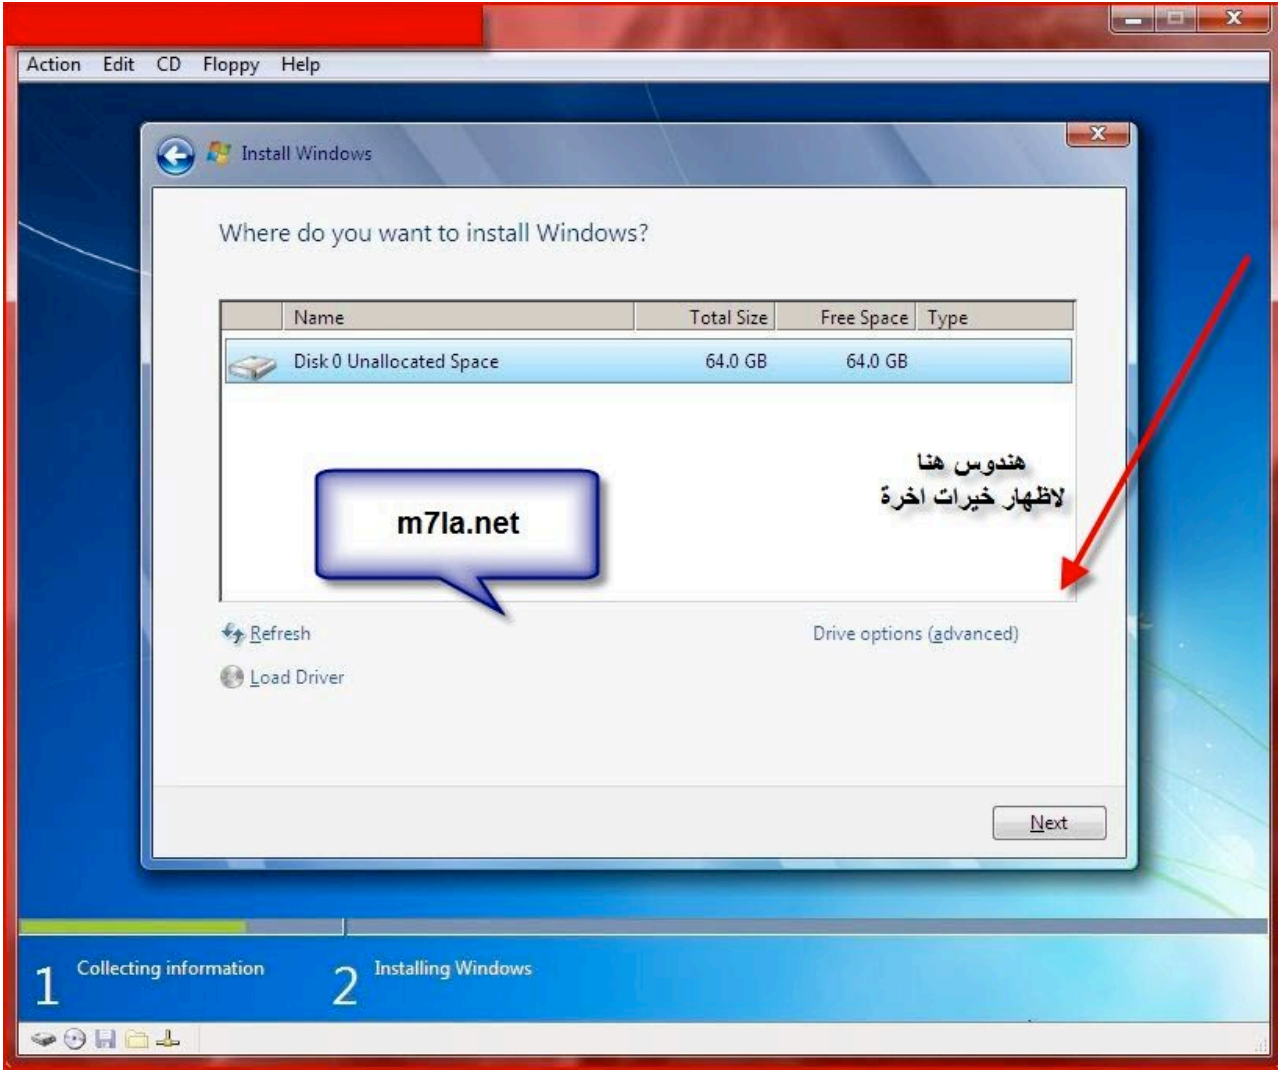 Action Edit CD Floppy Help
Install Windows
Where do you want to install Windows?
Name Total Size Free Space Type
Disk 0 Unallocated Space 64.0 GB 64.0 GB
هندوس هنا
لاظهار خيرات اخرة
m7la.net
Refresh
Drive options (advanced)
Load Driver
Next
1 Collecting information 2 Installing Windows